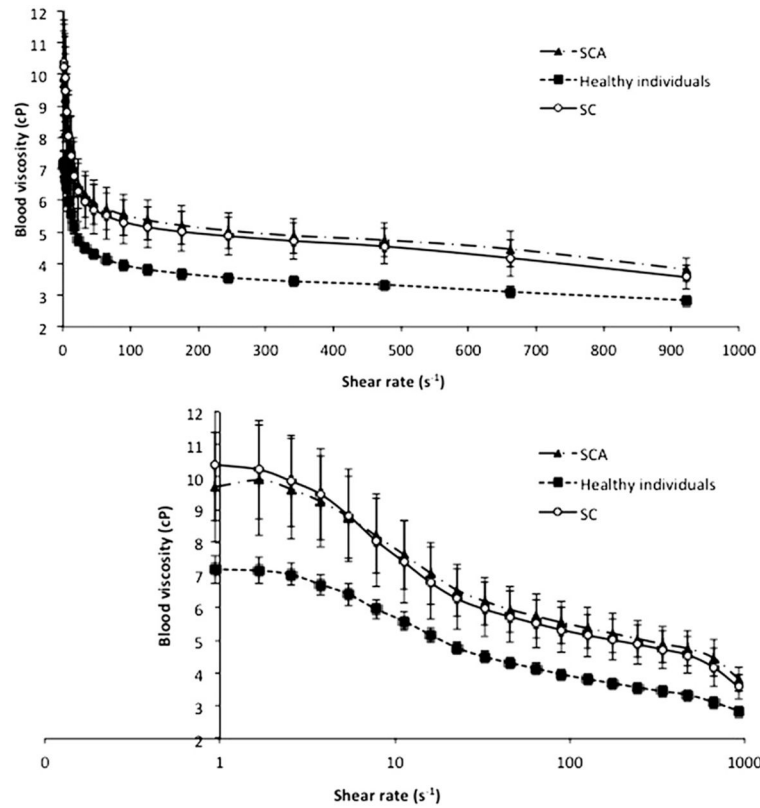 12
11
10
9
8
7
6
5
4
3
2
Blood viscosity (cP)
SCA
Healthy individuals
SC
0 100 200 300 400 500 600 700 800 900 1000
Shear rate (s⁻¹)
12
11
10
9
8
7
6
5
4
3
2
Blood viscosity (cP)
SCA
Healthy individuals
SC
0 1 10 100 1000
Shear rate (s⁻¹)